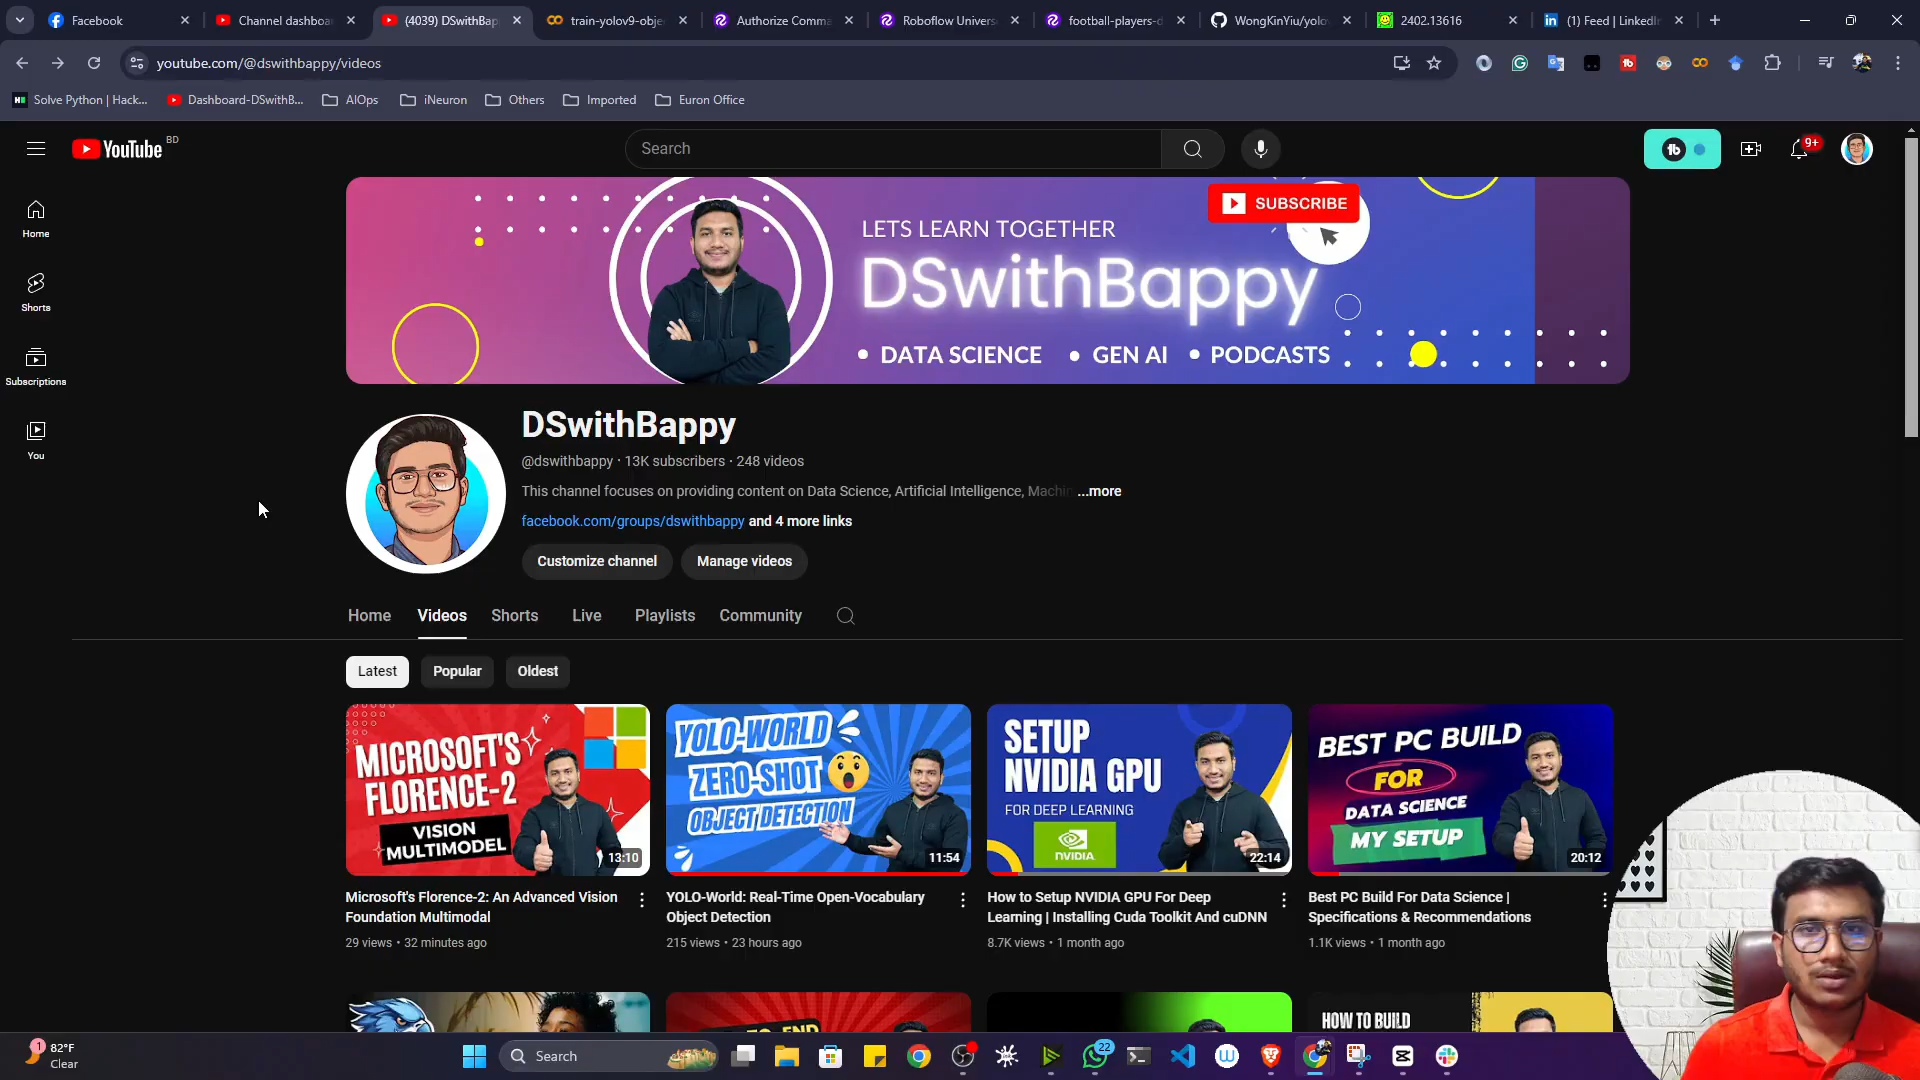 Facebook
Channel dashboa
(4039) DSwithBap
train-yolov9-obje
Authorize Comma
Roboflow Univers
football-players-d
WongKinYiu/yolov
2402.13616
(1) Feed | LinkedIn
youtube.com/@dswithbappy/videos
Solve Python | Hack...
Dashboard-DSwithB...
AIOps
iNeuron
Others
Imported
Euron Office
YouTube
BD
Search
9+
Home
Shorts
Subscriptions
You
SUBSCRIBE
LETS LEARN TOGETHER
DSwithBappy
• DATA SCIENCE • GEN AI • PODCASTS
DSwithBappy
@dswithbappy · 13K subscribers · 248 videos
This channel focuses on providing content on Data Science, Artificial Intelligence, Machin ...more
facebook.com/groups/dswithbappy and 4 more links
Customize channel
Manage videos
Home
Videos
Shorts
Live
Playlists
Community
Latest
Popular
Oldest
MICROSOFT'S
FLORENCE-2
VISION
MULTIMODEL
13:10
YOLO-WORLD
ZERO-SHOT
OBJECT DETECTION
11:54
SETUP
NVIDIA GPU
FOR DEEP LEARNING
NVIDIA
22:14
BEST PC BUILD
FOR
DATA SCIENCE
MY SETUP
20:12
Microsoft's Florence-2: An Advanced Vision
Foundation Multimodal
29 views · 32 minutes ago
YOLO-World: Real-Time Open-Vocabulary
Object Detection
215 views · 23 hours ago
How to Setup NVIDIA GPU For Deep
Learning | Installing Cuda Toolkit And cuDNN
8.7K views · 1 month ago
Best PC Build For Data Science |
Specifications & Recommendations
1.1K views · 1 month ago
HOW TO BUILD
1
82°F
Clear
Search
22